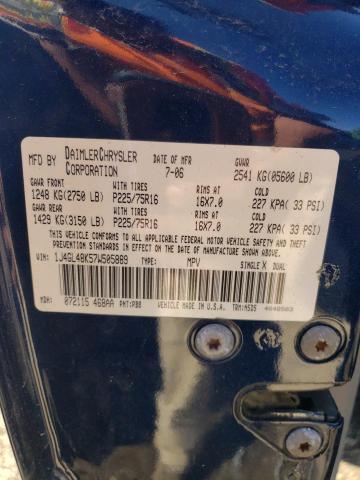 MFD BY DAIMLERCHRYSLER CORPORATION DATE OF MFR 7-06 GVWR 2541 KG(05600 LB)
GAWR FRONT WITH TIRES RIMS AT COLD
1248 KG(2750 LB) P225/75R16 16X7.0 227 KPA( 33 PSI)
GAWR REAR WITH TIRES RIMS AT COLD
1429 KG(3150 LB) P225/75R16 16X7.0 227 KPA( 33 PSI)
THIS VEHICLE CONFORMS TO ALL APPLICABLE FEDERAL MOTOR VEHICLE SAFETY, BUMPER, AND THEFT PREVENTION STANDARDS IN EFFECT ON THE DATE OF MANUFACTURE SHOWN ABOVE.
VIN: 1J4GL48K57W505889 TYPE: MPV SINGLE X DUAL
MDH: 072115 468AA PNT:PB8 VEHICLE MADE IN U.S.A. TRM:N5DS